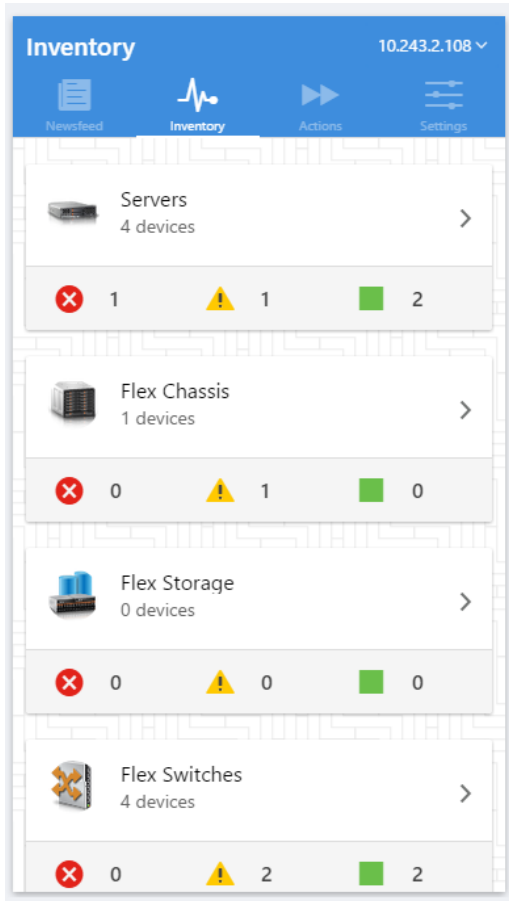 Inventory 10.243.2.108
Newsfeed Inventory Actions Settings
Servers
4 devices
1 1 2
Flex Chassis
1 devices
0 1 0
Flex Storage
0 devices
0 0 0
Flex Switches
4 devices
0 2 2